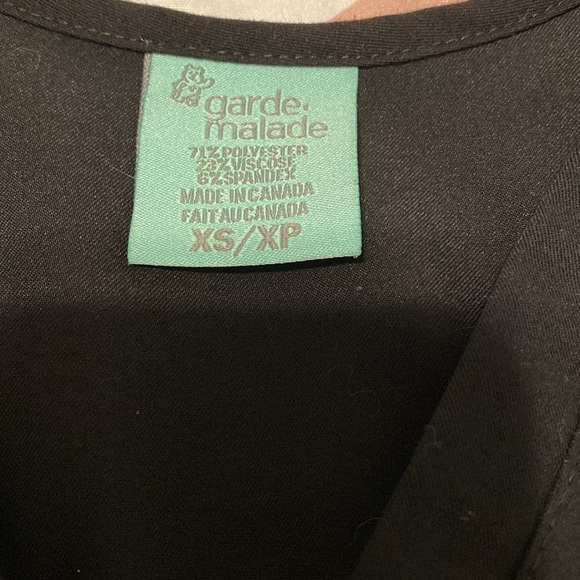 garde-
malade
71% POLYESTER
23% VISCOSE
6% SPANDEX
MADE IN CANADA
FAIT AU CANADA
XS/XP